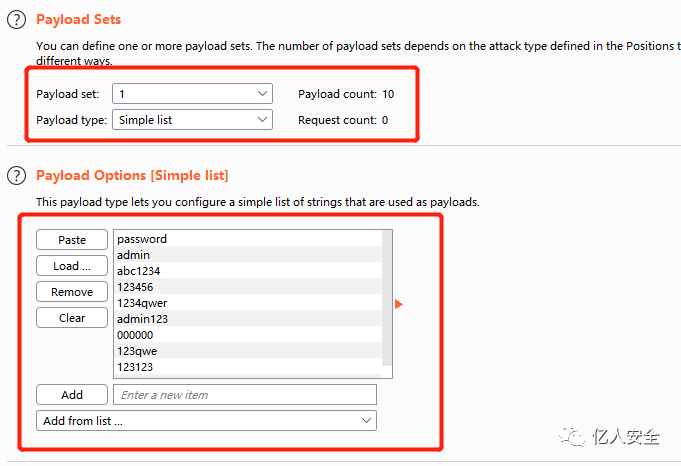 Payload Sets
You can define one or more payload sets. The number of payload sets depends on the attack type defined in the Positions t
different ways.
Payload set: 1 Payload count: 10
Payload type: Simple list Request count: 0
Payload Options [Simple list]
This payload type lets you configure a simple list of strings that are used as payloads.
Paste
Load ...
Remove
Clear
password
admin
abc1234
123456
1234qwer
admin123
000000
123qwe
123123
Add Enter a new item
Add from list ...
亿人安全